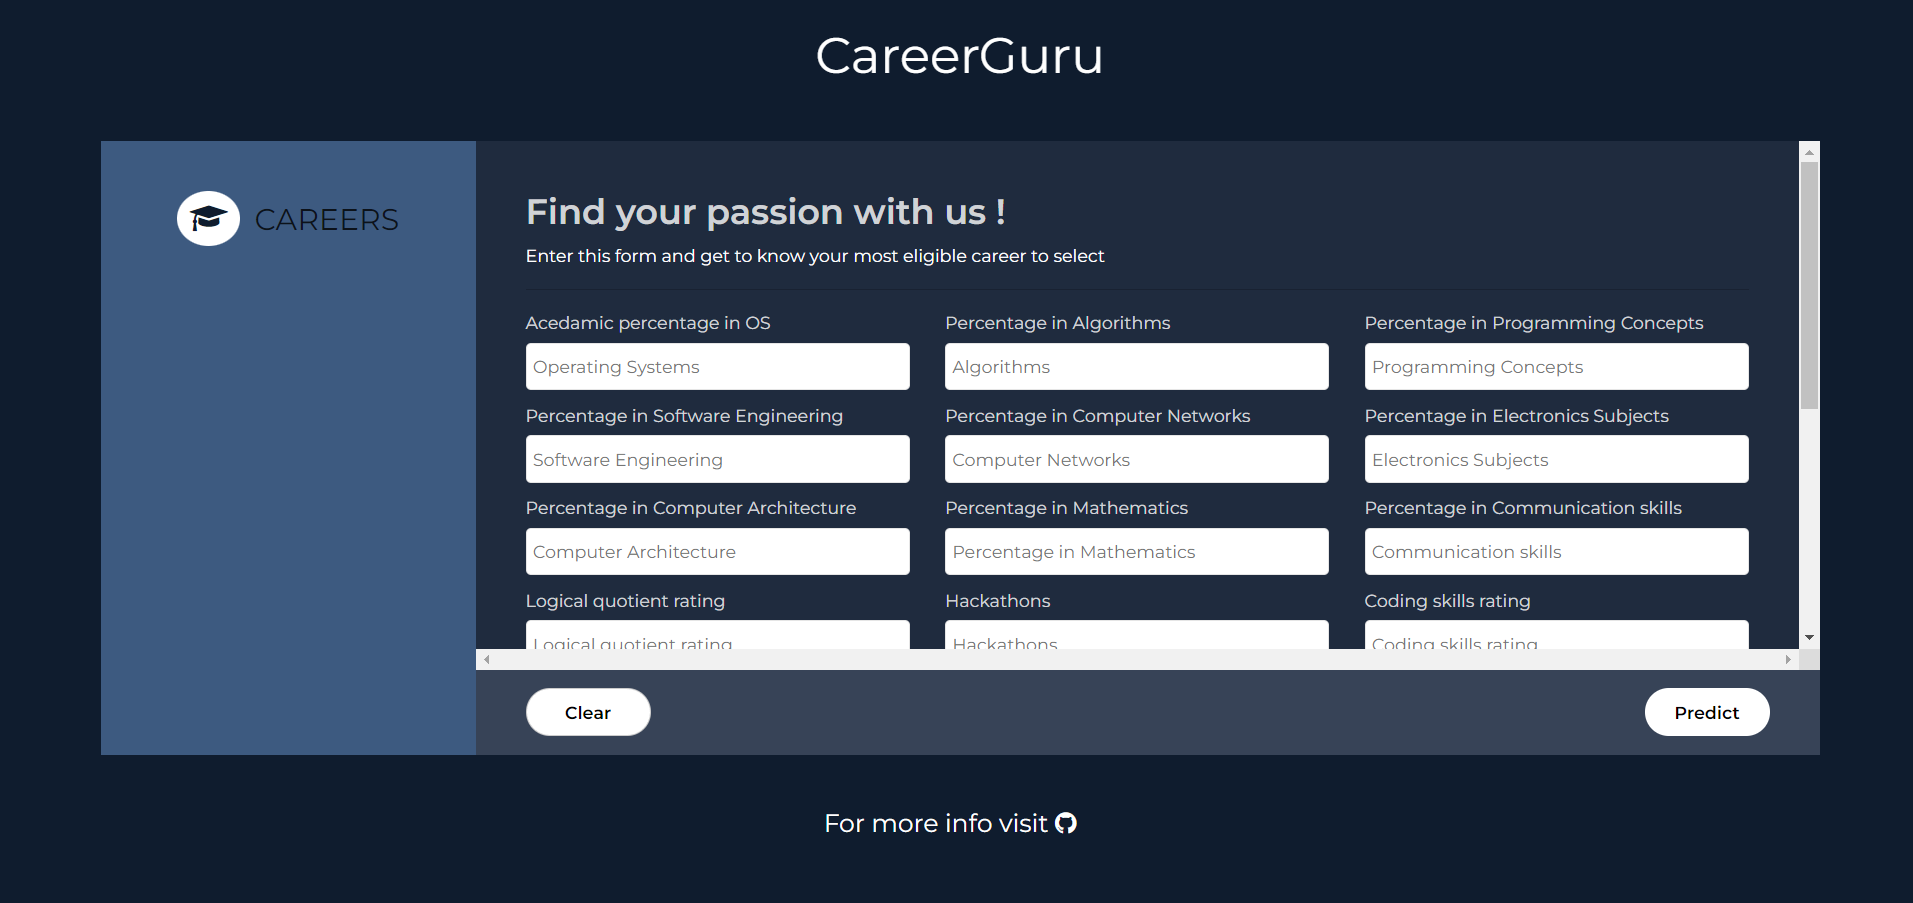 CareerGuru
CAREERS
Find your passion with us !
Enter this form and get to know your most eligible career to select
Acedamic percentage in OS
Percentage in Algorithms
Percentage in Programming Concepts
Operating Systems
Algorithms
Programming Concepts
Percentage in Software Engineering
Percentage in Computer Networks
Percentage in Electronics Subjects
Software Engineering
Computer Networks
Electronics Subjects
Percentage in Computer Architecture
Percentage in Mathematics
Percentage in Communication skills
Computer Architecture
Percentage in Mathematics
Communication skills
Logical quotient rating
Hackathons
Coding skills rating
Logical quotient rating
Hackathons
Coding skills rating
Clear
Predict
For more info visit